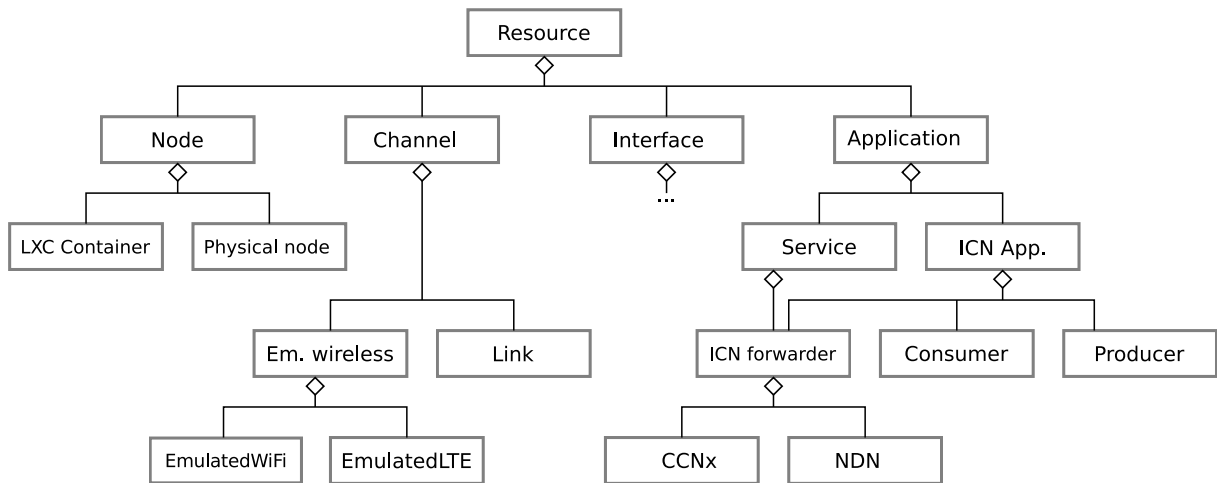 Resource
Node
Channel
Interface
Application
...
LXC Container
Physical node
Service
ICN App.
Em. wireless
Link
ICN forwarder
Consumer
Producer
EmulatedWiFi
EmulatedLTE
CCNx
NDN